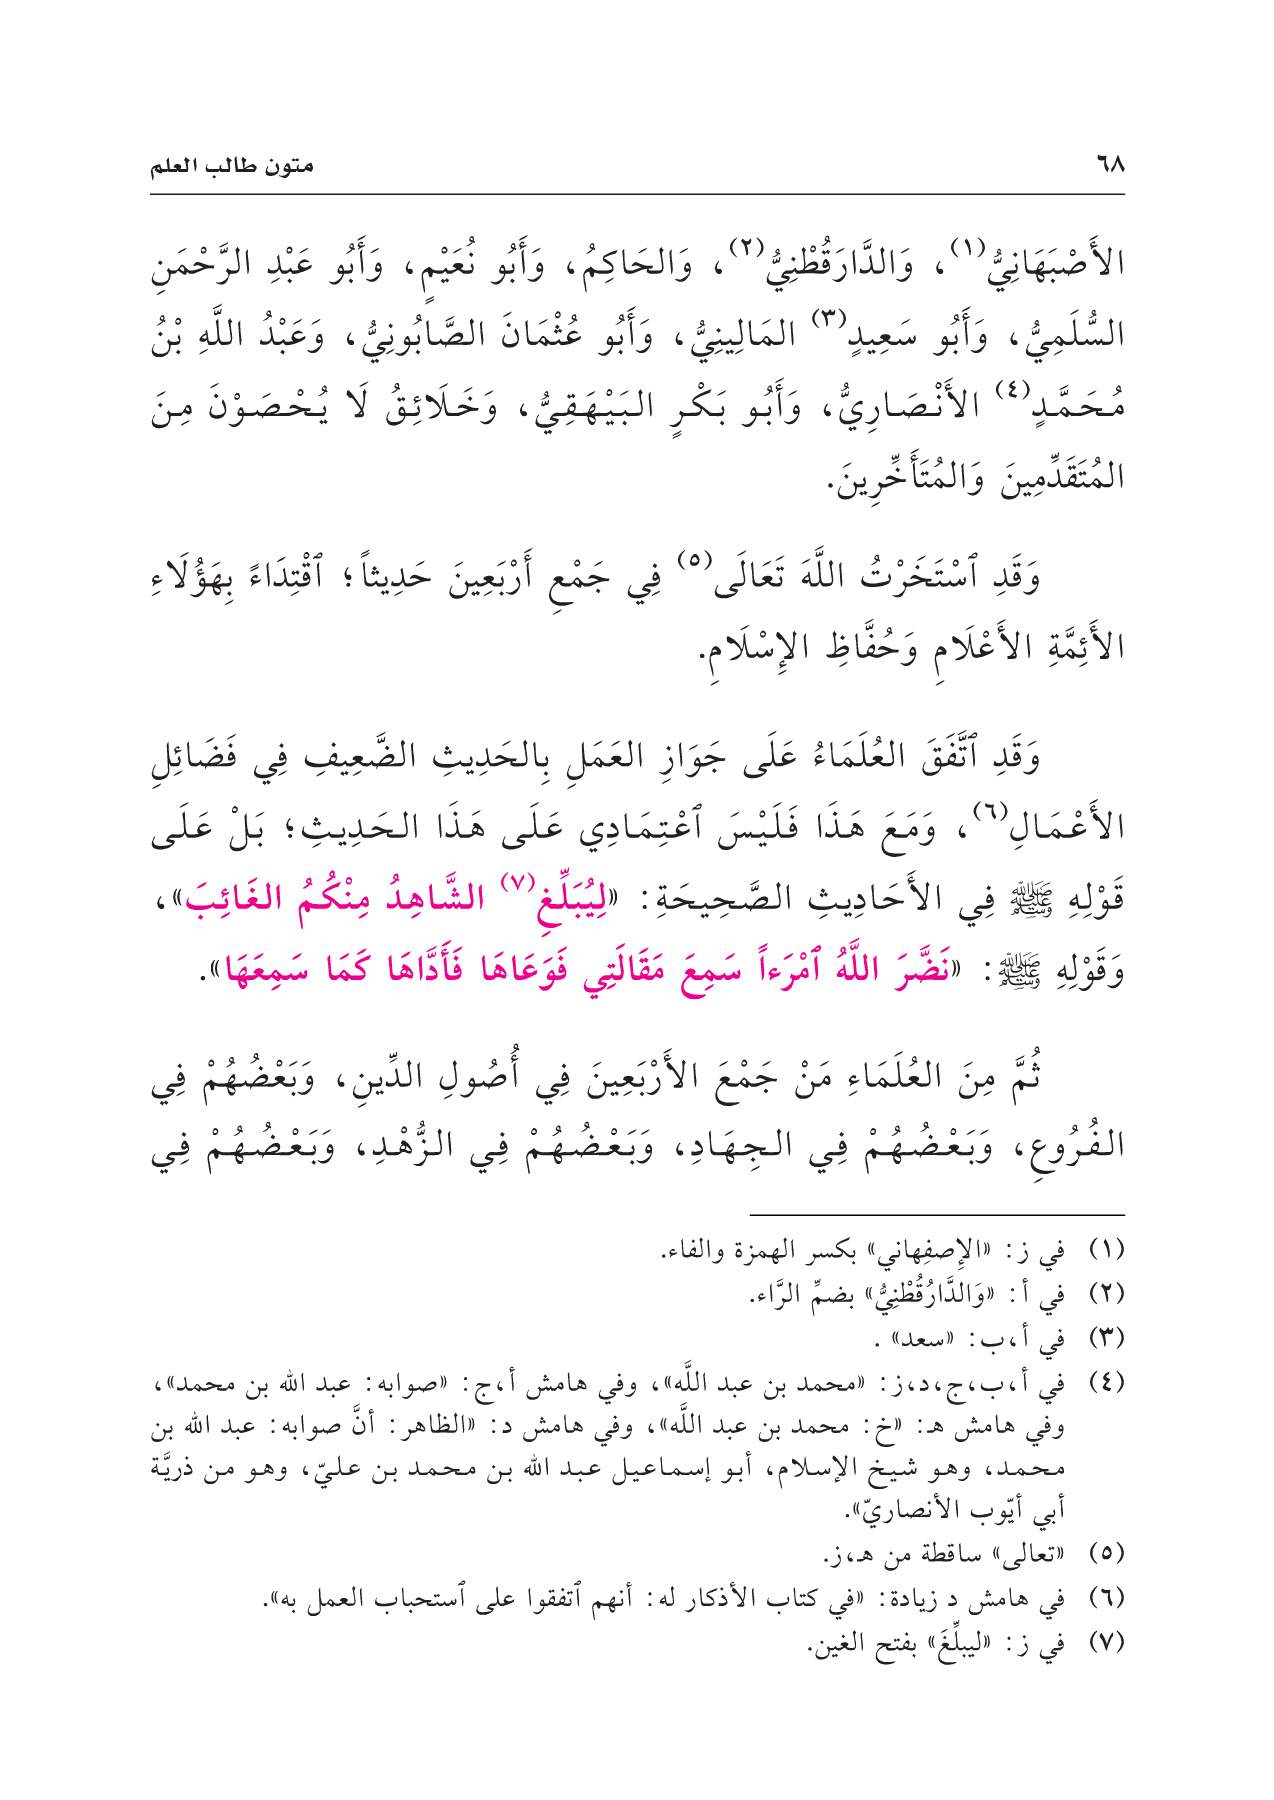 ٦٨
متون طالب العلم
الأَصْبَهَانِيُّ(١)، وَالدَّارَقُطْنِيُّ(٢)، وَالحَاكِمُ، وَأَبُو نُعَيْمٍ، وَأَبُو عَبْدِ الرَّحْمَنِ
السُّلَمِيُّ، وَأَبُو سَعِيدٍ(٣) المَالِينِيُّ، وَأَبُو عُثْمَانَ الصَّابُونِيُّ، وَعَبْدُ اللَّهِ بْنُ
مُحَمَّدٍ(٤) الأَنْصَارِيُّ، وَأَبُو بَكْرٍ البَيْهَقِيُّ، وَخَلَائِقُ لَا يُحْصَوْنَ مِنَ
المُتَقَدِّمِينَ وَالمُتَأَخِّرِينَ.
وَقَدِ ٱسْتَخَرْتُ اللَّهَ تَعَالَى(٥) فِي جَمْعِ أَرْبَعِينَ حَدِيثاً؛ ٱقْتِدَاءً بِهَؤُلَاءِ
الأَئِمَّةِ الأَعْلَامِ وَحُفَّاظِ الإِسْلَامِ.
وَقَدِ ٱتَّفَقَ العُلَمَاءُ عَلَى جَوَازِ العَمَلِ بِالحَدِيثِ الضَّعِيفِ فِي فَضَائِلِ
الأَعْمَالِ(٦)، وَمَعَ هَذَا فَلَيْسَ ٱعْتِمَادِي عَلَى هَذَا الحَدِيثِ؛ بَلْ عَلَى
قَوْلِهِ ﷺ فِي الأَحَادِيثِ الصَّحِيحَةِ: «لِيُبَلِّغِ(٧) الشَّاهِدُ مِنْكُمُ الغَائِبَ»،
وَقَوْلِهِ ﷺ: «نَضَّرَ اللَّهُ ٱمْرَءاً سَمِعَ مَقَالَتِي فَوَعَاهَا فَأَدَّاهَا كَمَا سَمِعَهَا».
ثُمَّ مِنَ العُلَمَاءِ مَنْ جَمْعَ الأَرْبَعِينَ فِي أُصُولِ الدِّينِ، وَبَعْضُهُمْ فِي
الفُرُوعِ، وَبَعْضُهُمْ فِي الجِهَادِ، وَبَعْضُهُمْ فِي الزُّهْدِ، وَبَعْضُهُمْ فِي
(١) في ز: «الإِصفِهاني» بكسر الهمزة والفاء.
(٢) في أ: «وَالدَّارُقُطْنِيُّ» بضمِّ الرَّاء.
(٣) في أ،ب: «سعد» .
(٤) في أ،ب،ج،د،ز: «محمد بن عبد اللَّه»، وفي هامش أ،ج: «صوابه: عبد الله بن محمد»،
وفي هامش هـ: «خ: محمد بن عبد اللَّه»، وفي هامش د: «الظاهر: أنَّ صوابه: عبد الله بن
محمد، وهو شيخ الإسلام، أبو إسماعيل عبد الله بن محمد بن عليّ، وهو من ذريَّة
أبي أيّوب الأنصاريّ».
(٥) «تعالى» ساقطة من هـ،ز.
(٦) في هامش د زيادة: «في كتاب الأذكار له: أنهم ٱتفقوا على ٱستحباب العمل به».
(٧) في ز: «ليبلِّغَ» بفتح الغين.